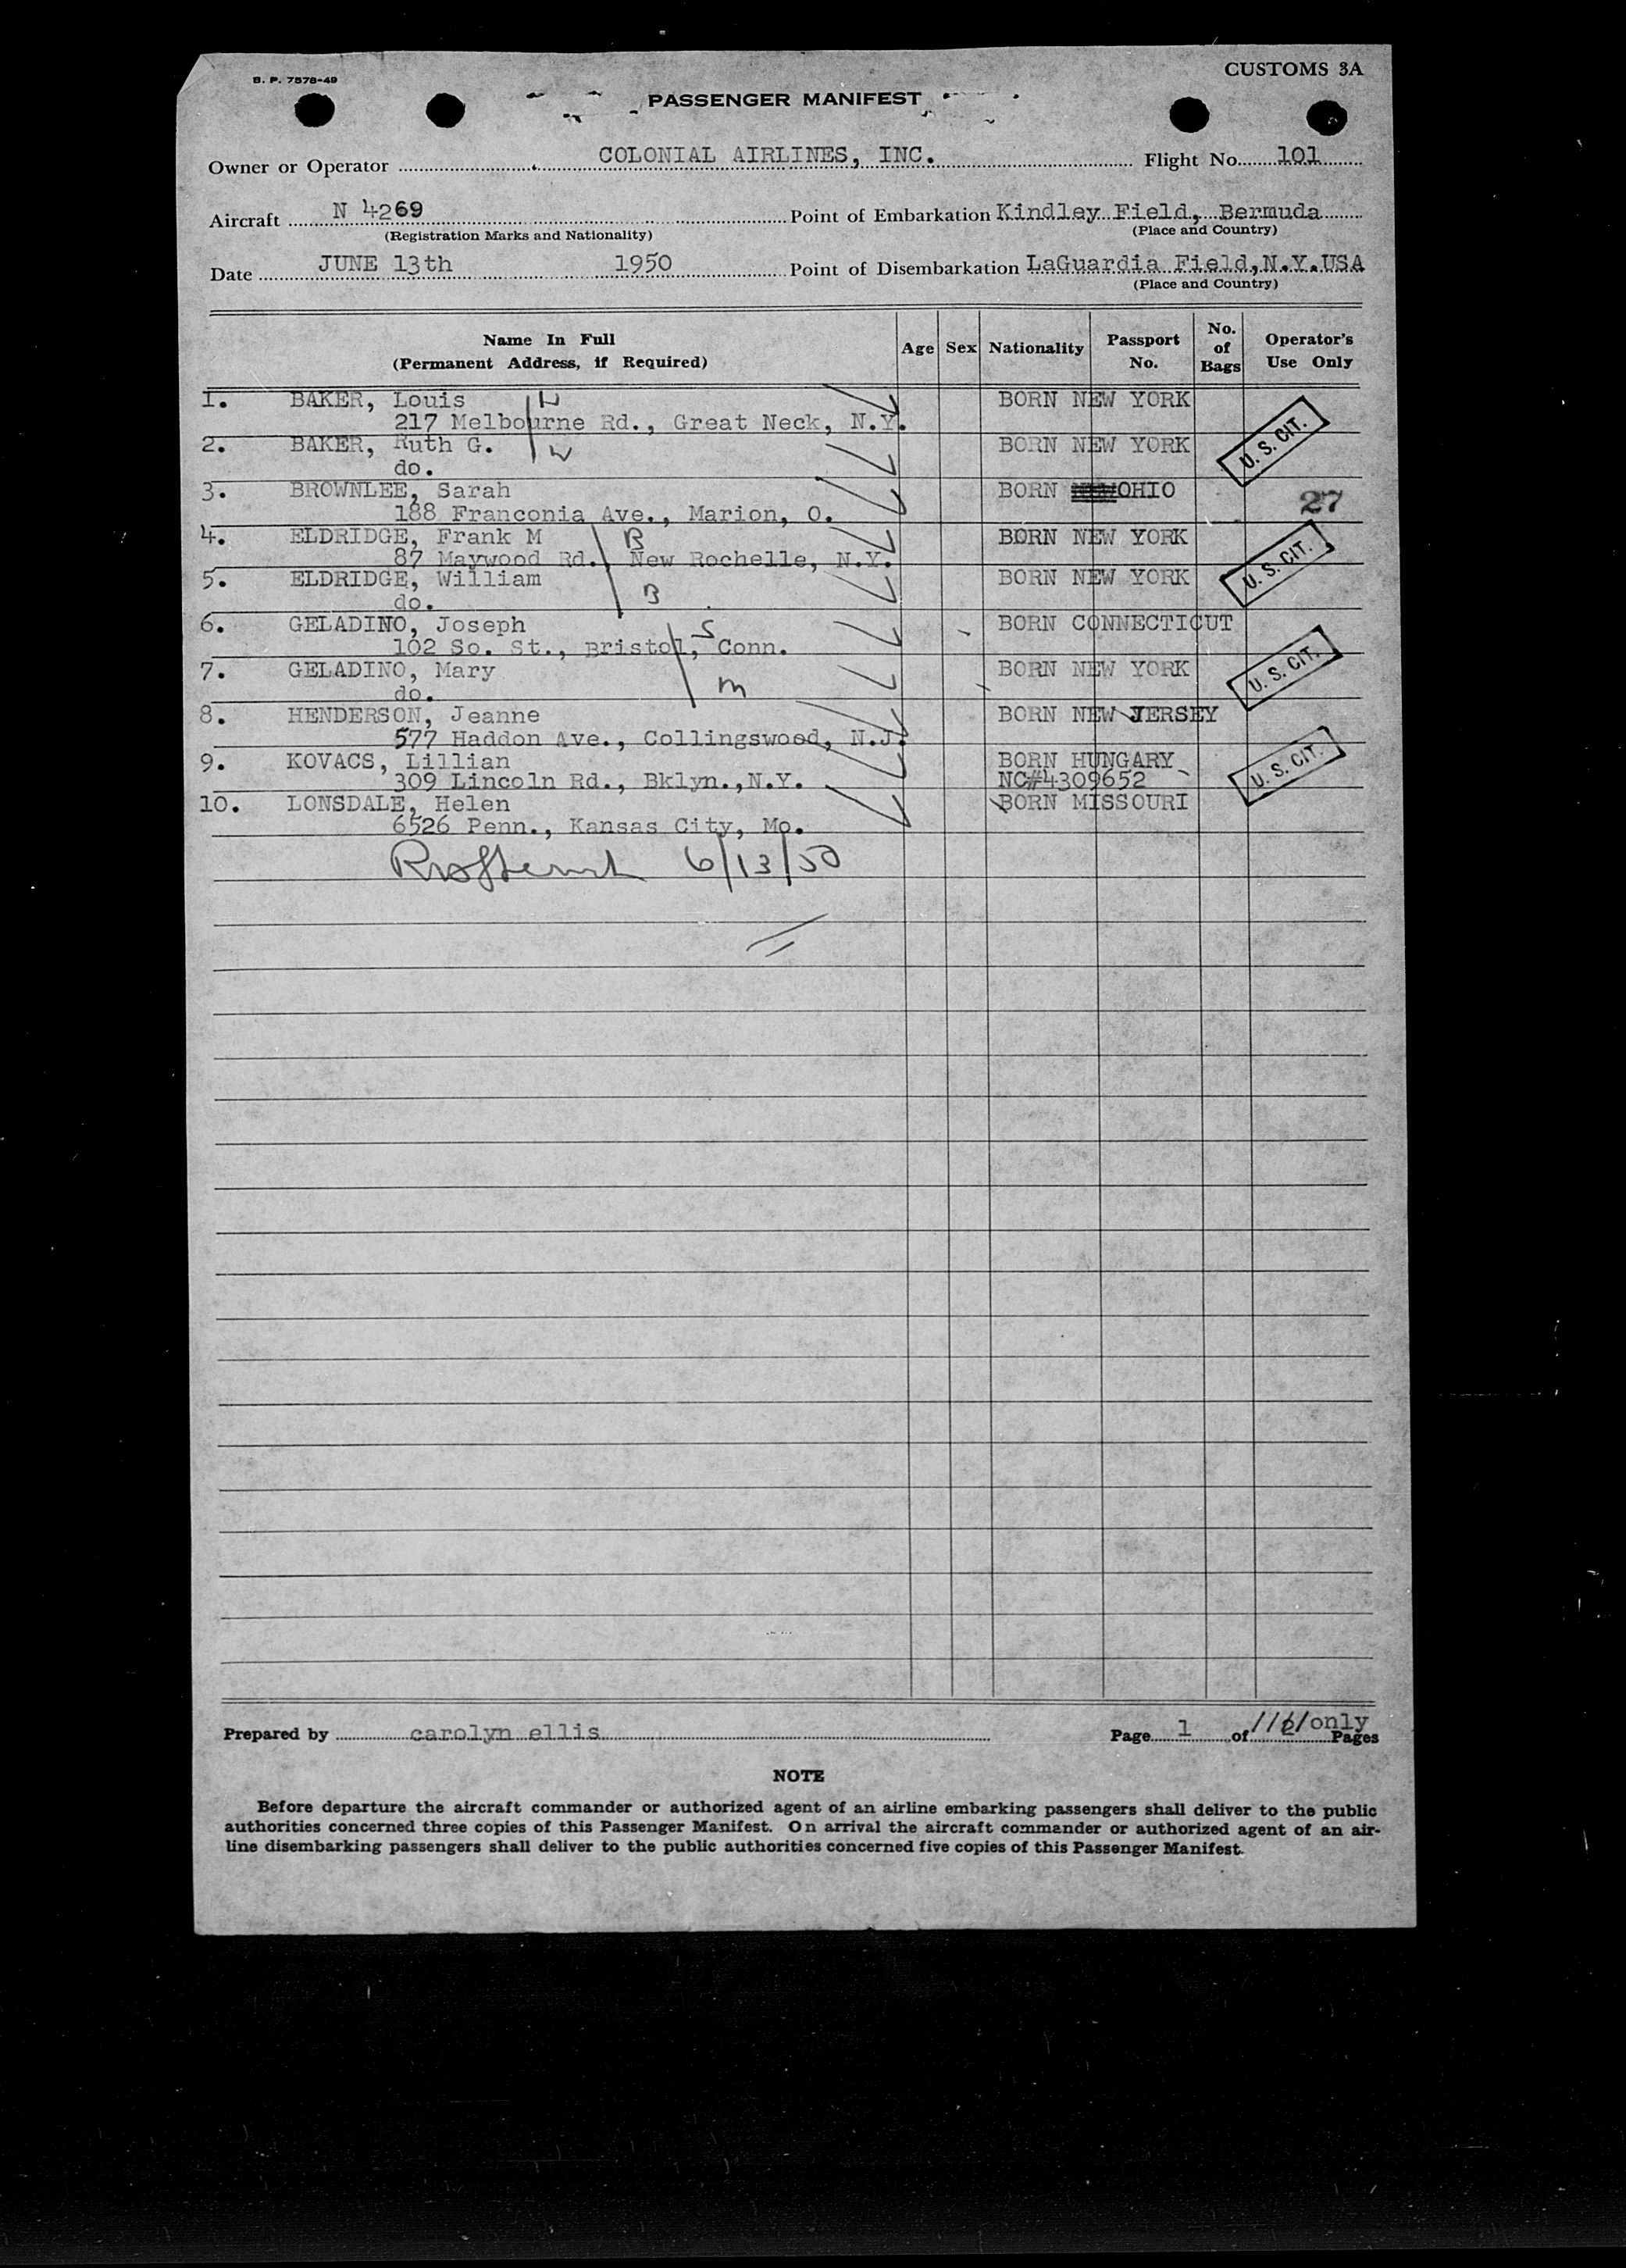 B. P. 7578-49
CUSTOMS 3A
PASSENGER MANIFEST
Owner or Operator COLONIAL AIRLINES, INC. Flight No. 101
Aircraft N 4269 Point of Embarkation Kindley Field, Bermuda
(Registration Marks and Nationality) (Place and Country)
Date JUNE 13th 1950 Point of Disembarkation LaGuardia Field, N.Y. USA
(Place and Country)
Name In Full (Permanent Address, if Required) Age Sex Nationality Passport No. No. of Bags Operator's Use Only
1. BAKER, Louis H BORN NEW YORK
217 Melbourne Rd., Great Neck, N.Y.
U. S. CIT.
2. BAKER, Ruth G. W BORN NEW YORK
do.
3. BROWNLEE, Sarah BORN OHIO 27
188 Franconia Ave., Marion, O.
4. ELDRIDGE, Frank M B BORN NEW YORK
87 Maywood Rd. New Rochelle, N.Y.
U. S. CIT.
5. ELDRIDGE, William BORN NEW YORK
do. B
6. GELADINO, Joseph S BORN CONNECTICUT
102 So. St., Bristol, Conn.
U. S. CIT.
7. GELADINO, Mary BORN NEW YORK
do. m
8. HENDERSON, Jeanne BORN NEW JERSEY
577 Haddon Ave., Collingswood, N.J.
9. KOVACS, Lillian BORN HUNGARY
309 Lincoln Rd., Bklyn., N.Y. NC#4309652
U. S. CIT.
10. LONSDALE, Helen BORN MISSOURI
6526 Penn., Kansas City, Mo.
6/13/50
Prepared by carolyn ellis Page 1 of only Pages
NOTE
Before departure the aircraft commander or authorized agent of an airline embarking passengers shall deliver to the public
authorities concerned three copies of this Passenger Manifest. On arrival the aircraft commander or authorized agent of an air-
line disembarking passengers shall deliver to the public authorities concerned five copies of this Passenger Manifest.